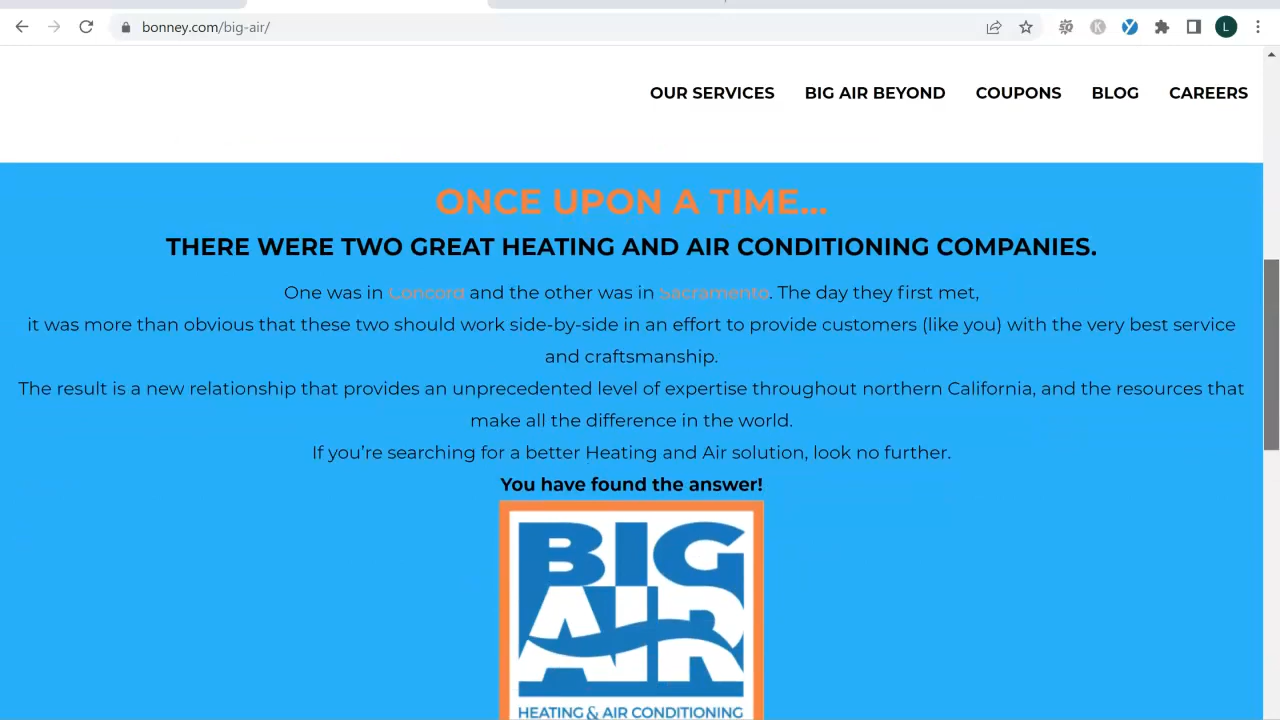 bonney.com/big-air/
L
OUR SERVICES BIG AIR BEYOND COUPONS BLOG CAREERS
ONCE UPON A TIME...
THERE WERE TWO GREAT HEATING AND AIR CONDITIONING COMPANIES.
One was in Concord and the other was in Sacramento. The day they first met,
it was more than obvious that these two should work side-by-side in an effort to provide customers (like you) with the very best service
and craftsmanship.
The result is a new relationship that provides an unprecedented level of expertise throughout northern California, and the resources that
make all the difference in the world.
If you’re searching for a better Heating and Air solution, look no further.
You have found the answer!
BIG
AIR
HEATING & AIR CONDITIONING